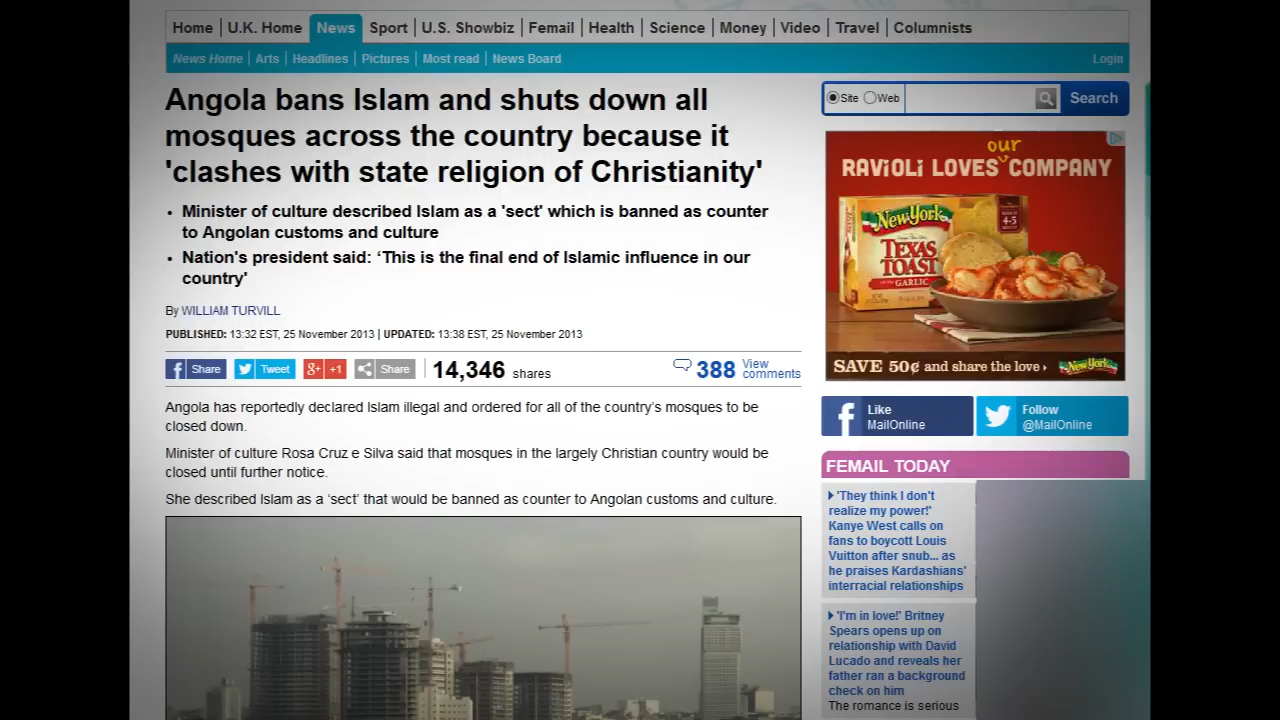 Home | U.K. Home | News | Sport | U.S. Showbiz | Femail | Health | Science | Money | Video | Travel | Columnists
News Home | Arts | Headlines | Pictures | Most read | News Board
Login
Angola bans Islam and shuts down all
mosques across the country because it
'clashes with state religion of Christianity'
• Minister of culture described Islam as a 'sect' which is banned as counter
to Angolan customs and culture
• Nation's president said: ‘This is the final end of Islamic influence in our
country'
By WILLIAM TURVILL
PUBLISHED: 13:32 EST, 25 November 2013 | UPDATED: 13:38 EST, 25 November 2013
Share
Tweet
g+ +1
Share
14,346 shares
388 View
comments
Angola has reportedly declared Islam illegal and ordered for all of the country’s mosques to be
closed down.
Minister of culture Rosa Cruz e Silva said that mosques in the largely Christian country would be
closed until further notice.
She described Islam as a ‘sect’ that would be banned as counter to Angolan customs and culture.
Site Web Search
our
RAViOLi LOVES COMPANY
New York
TEXAS
TOAST
GARLIC
SAVE 50¢ and share the love
New York
Like
MailOnline
Follow
@MailOnline
FEMAIL TODAY
'They think I don't
realize my power!'
Kanye West calls on
fans to boycott Louis
Vuitton after snub... as
he praises Kardashians'
interracial relationships
'I'm in love!' Britney
Spears opens up on
relationship with David
Lucado and reveals her
father ran a background
check on him
The romance is serious